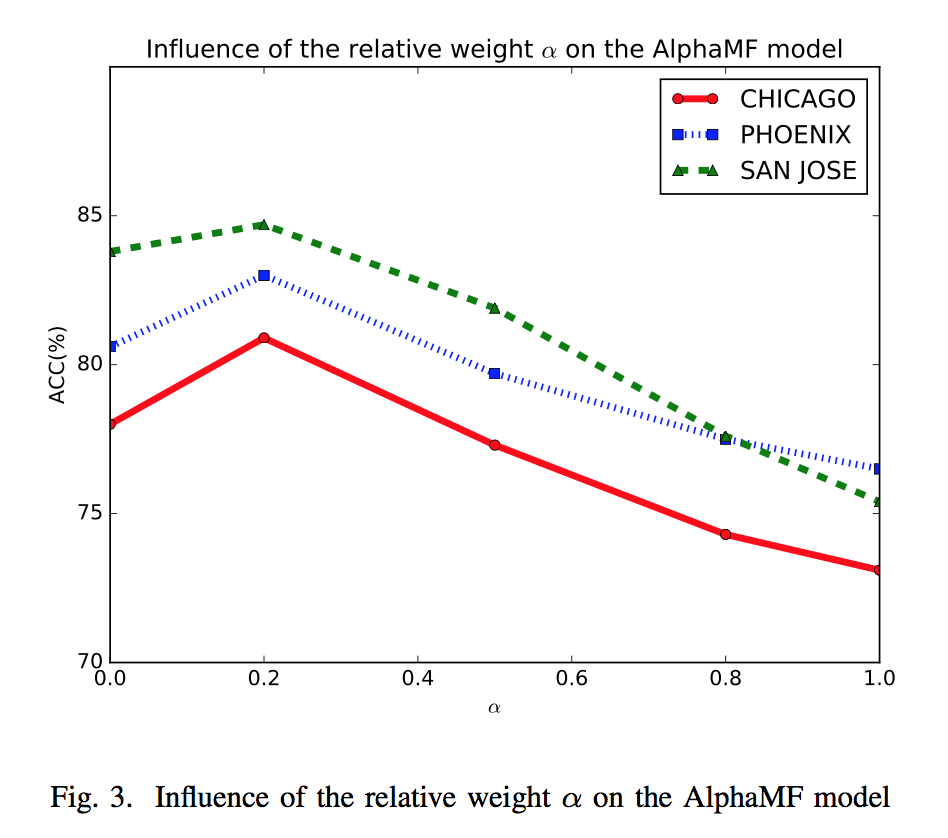 Influence of the relative weight α on the AlphaMF model
CHICAGO
PHOENIX
SAN JOSE
85
80
75
70
ACC(%)
0.0 0.2 0.4 0.6 0.8 1.0
α
Fig. 3. Influence of the relative weight α on the AlphaMF model